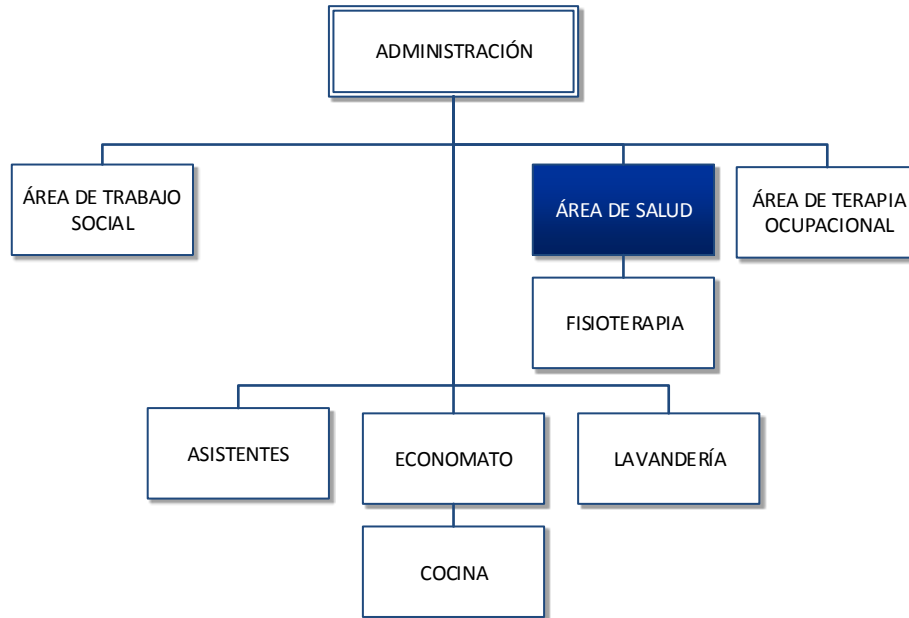 ADMINISTRACIÓN
ÁREA DE TRABAJO
SOCIAL
ÁREA DE SALUD
ÁREA DE TERAPIA
OCUPACIONAL
FISIOTERAPIA
ASISTENTES
ECONOMATO
LAVANDERÍA
COCINA